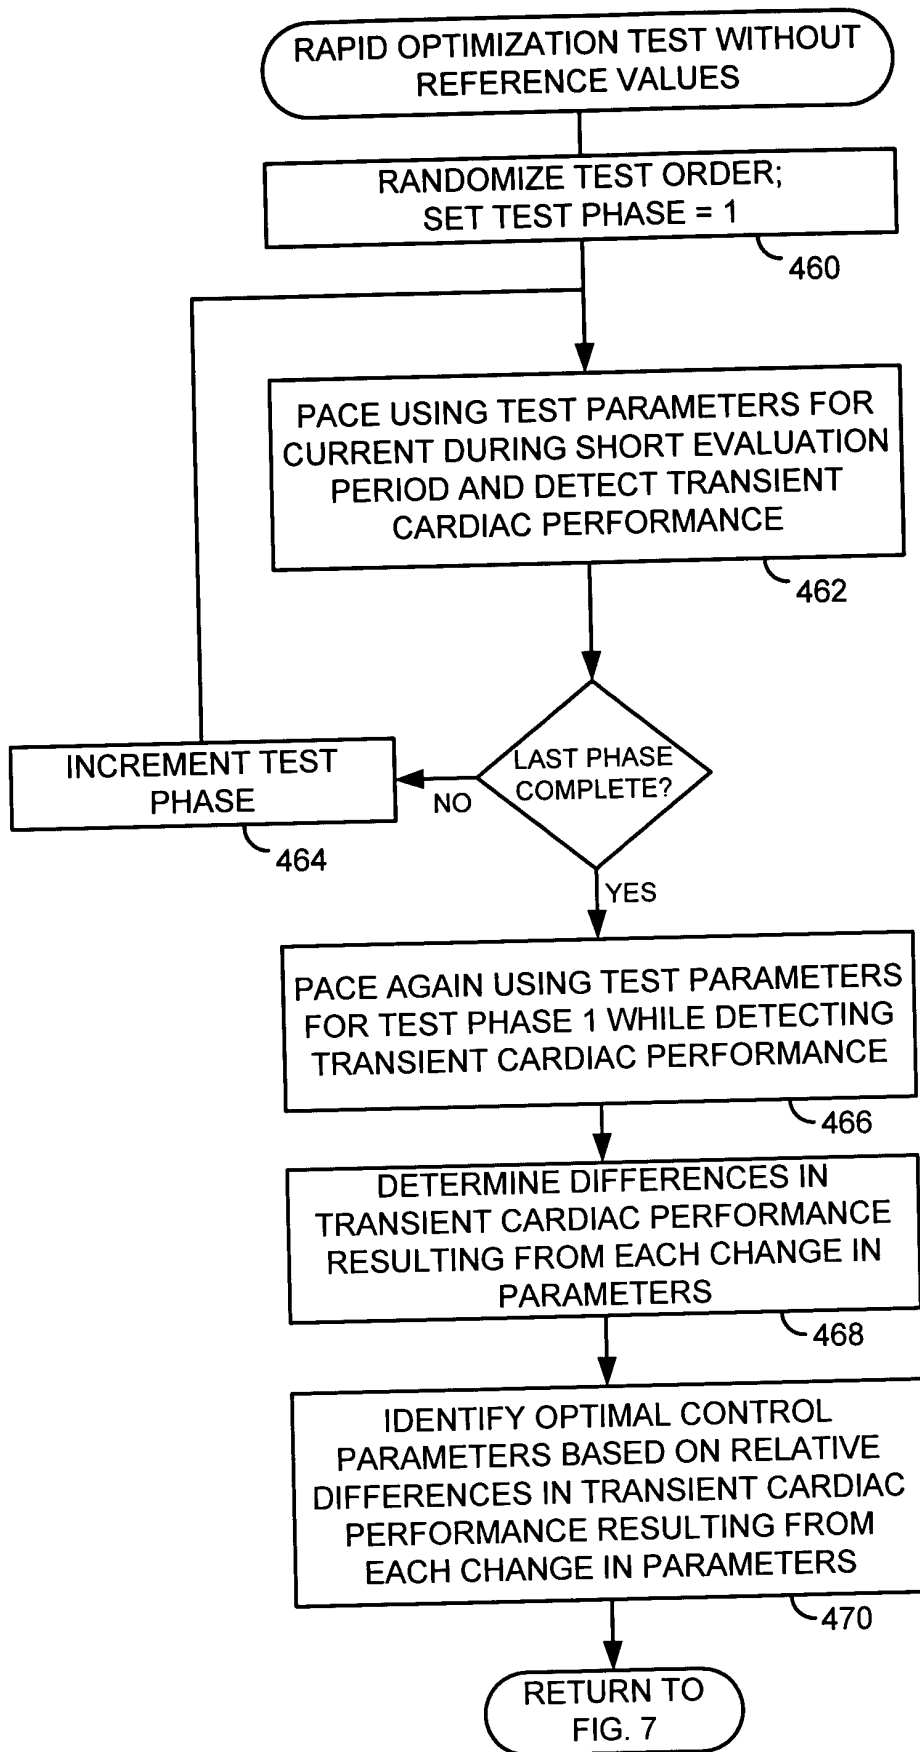 RAPID OPTIMIZATION TEST WITHOUT
REFERENCE VALUES
RANDOMIZE TEST ORDER;
SET TEST PHASE = 1
460
PACE USING TEST PARAMETERS FOR
CURRENT DURING SHORT EVALUATION
PERIOD AND DETECT TRANSIENT
CARDIAC PERFORMANCE
462
LAST PHASE
COMPLETE?
NO
INCREMENT TEST
PHASE
464
YES
PACE AGAIN USING TEST PARAMETERS
FOR TEST PHASE 1 WHILE DETECTING
TRANSIENT CARDIAC PERFORMANCE
466
DETERMINE DIFFERENCES IN
TRANSIENT CARDIAC PERFORMANCE
RESULTING FROM EACH CHANGE IN
PARAMETERS
468
IDENTIFY OPTIMAL CONTROL
PARAMETERS BASED ON RELATIVE
DIFFERENCES IN TRANSIENT CARDIAC
PERFORMANCE RESULTING FROM
EACH CHANGE IN PARAMETERS
470
RETURN TO
FIG. 7